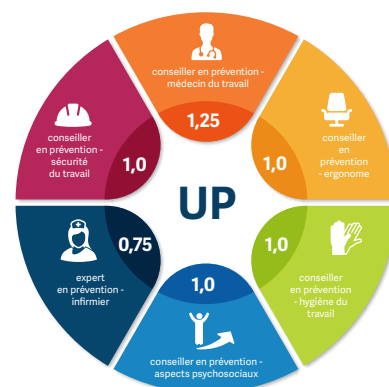 conseiller en prévention -
médecin du travail
1,25
conseiller
en
prévention
- ergonome
1,0
conseiller
en prévention
- hygiène du
travail
1,0
conseiller en prévention -
aspects psychosociaux
1,0
expert
en prévention -
infirmier
0,75
conseiller
en prévention -
sécurité
du travail
1,0
UP